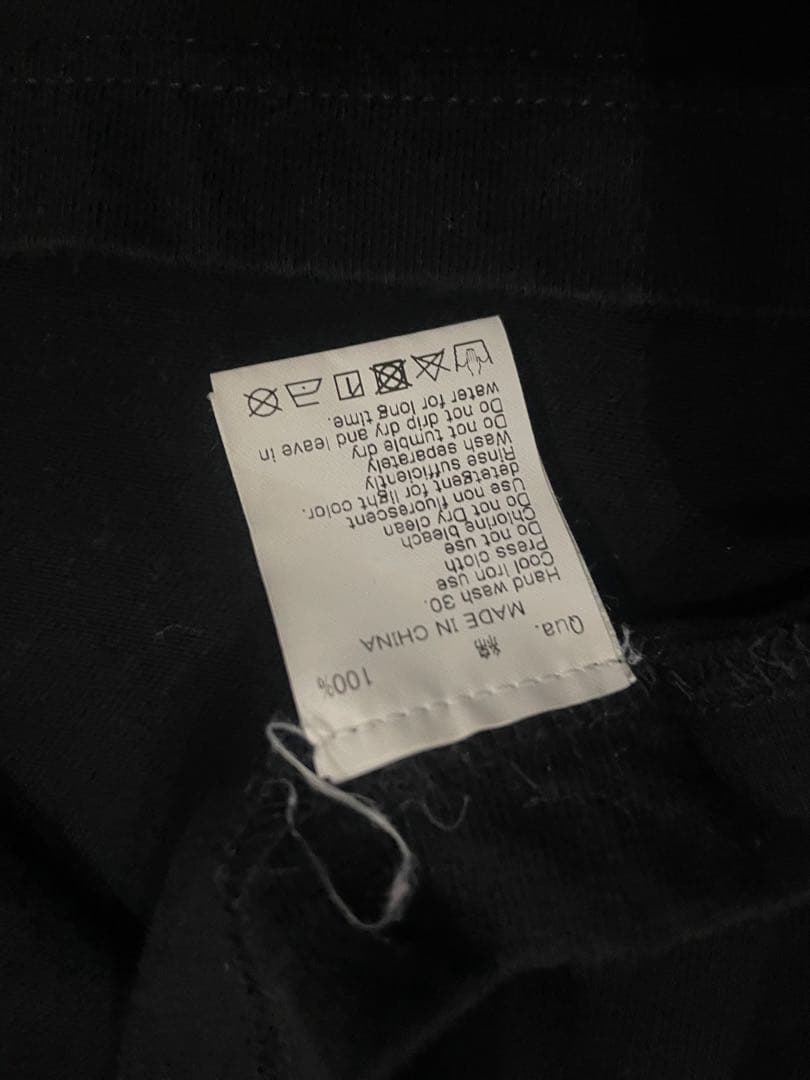 Qua. 綿 100%
MADE IN CHINA
Hand wash 30.
Cool Iron use
Press cloth
Do not use
Chlorine bleach
Do not Dry clean
Use non fluorescent
detetgent for light color.
Rinse sufficiently
Wash separately
Do not tumble dry
Do not drip dry and leave in
water for long time.